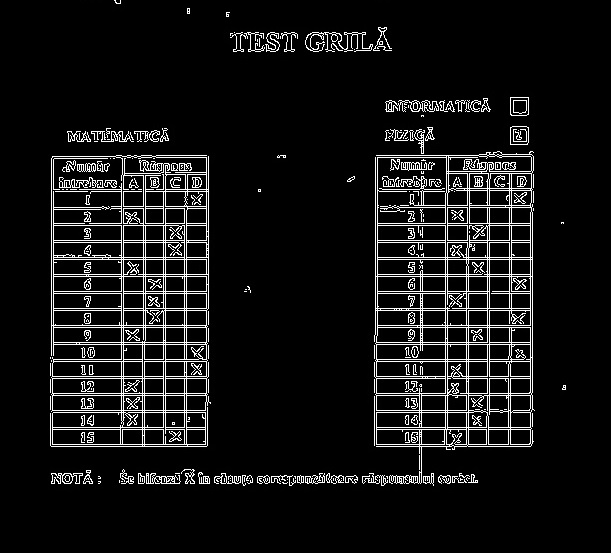 TEST GRILĂ
INFORMATICĂ
MATEMATICĂ
FIZICĂ
Număr întrebare Răspuns
A B C D
1 X
2 X
3 X
4 X
5 X
6 X
7 X
8 X
9 X
10 X
11 X
12 X
13 X
14 X
15 X
Număr întrebare Răspuns
A B C D
1 X
2 X
3 X
4 X
5 X
6 X
7 X
8 X
9 X
10 X
11 X
12 X
13 X
14 X
15 X
NOTĂ : Se bifează X în căsuța corespunzătoare răspunsului corect.